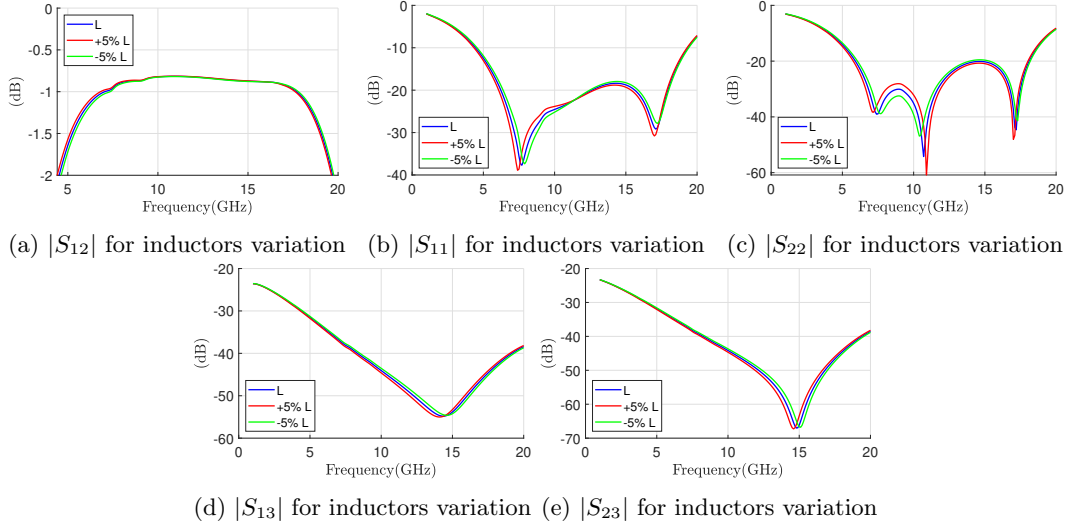 0
-0.5
-1
-1.5
-2
(dB)
L
+5% L
-5% L
5
10
15
20
Frequency(GHz)
0
-10
-20
-30
-40
(dB)
L
+5% L
-5% L
0
5
10
15
20
Frequency(GHz)
0
-20
-40
-60
(dB)
L
+5% L
-5% L
0
5
10
15
20
Frequency(GHz)
(a) |S12| for inductors variation
(b) |S11| for inductors variation
(c) |S22| for inductors variation
-20
-30
-40
-50
-60
(dB)
L
+5% L
-5% L
0
5
10
15
20
Frequency(GHz)
-20
-30
-40
-50
-60
-70
(dB)
L
+5% L
-5% L
0
5
10
15
20
Frequency(GHz)
(d) |S13| for inductors variation
(e) |S23| for inductors variation